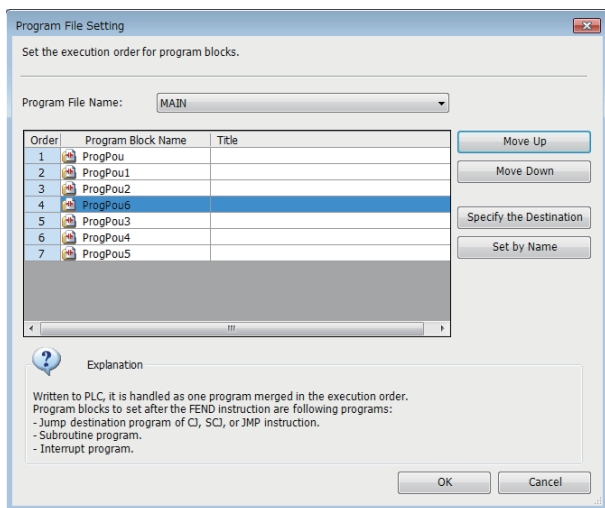 Program File Setting
Set the execution order for program blocks.
Program File Name: MAIN
Order Program Block Name Title
1 ProgPou
2 ProgPou1
3 ProgPou2
4 ProgPou6
5 ProgPou3
6 ProgPou4
7 ProgPou5
Move Up
Move Down
Specify the Destination
Set by Name
Explanation
Written to PLC, it is handled as one program merged in the execution order.
Program blocks to set after the FEND instruction are following programs:
- Jump destination program of CJ, SCJ, or JMP instruction.
- Subroutine program.
- Interrupt program.
OK Cancel